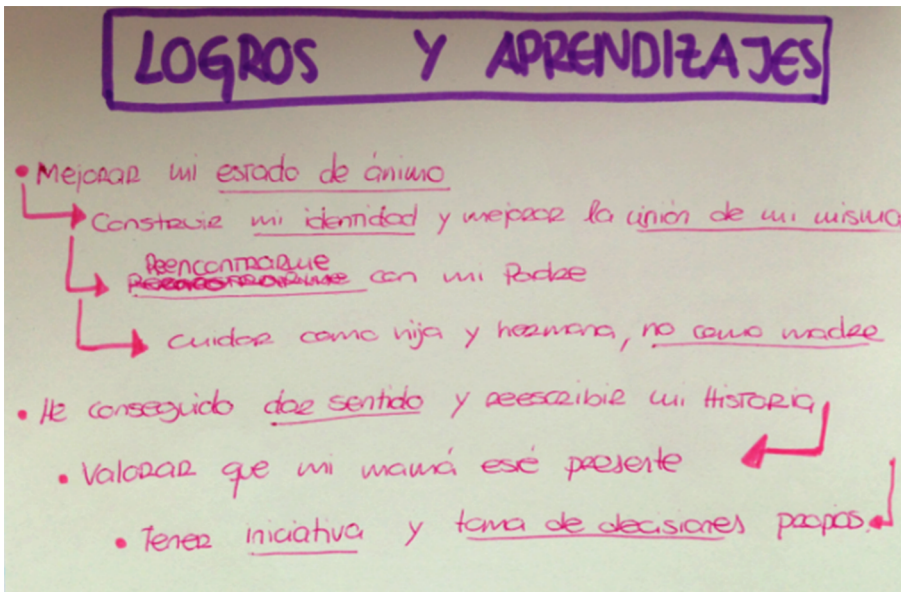 LOGROS Y APRENDIZAJES
• Mejorar mi estado de ánimo
Construir mi identidad y mejorar la unión de mi misma
Reencontrarme
con mi Padre
cuidar como hija y hermana, no como madre
• He conseguido dar sentido y reescribir mi HISTORIA
• Valorar que mi mamá esté presente
• Tener iniciativa y toma de decisiones propias.